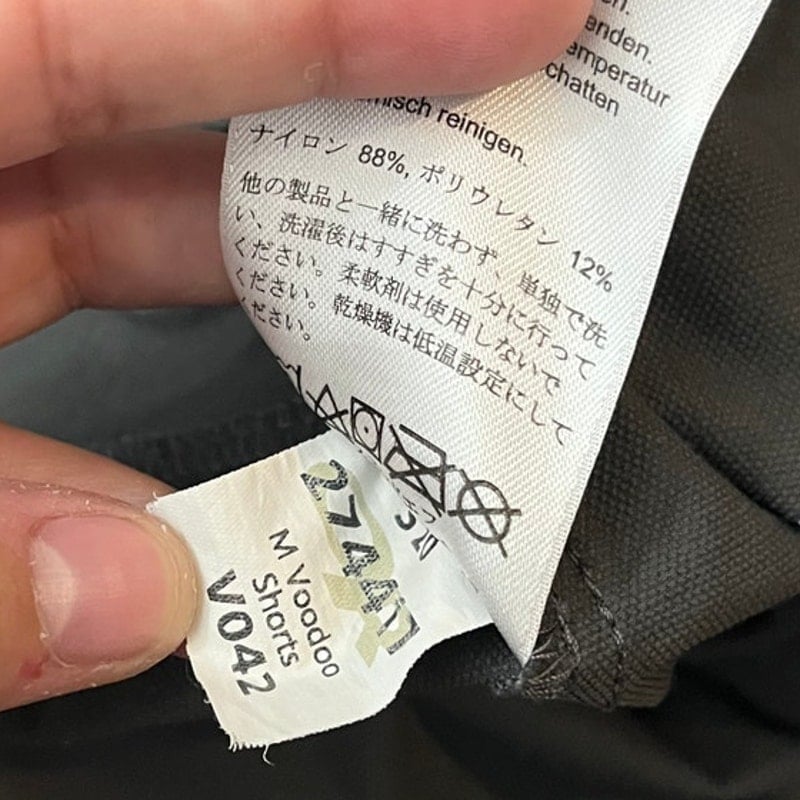 enden.
emperatur
chatten
misch reinigen.
ナイロン 88%, ポリウレタン 12%
他の製品と一緒に洗わず、単独で洗
い、洗濯後はすすぎを十分に行って
ください。柔軟剤は使用しないで
ください。乾燥機は低温設定にして
ください。
27447
M Voodoo
Shorts
V042